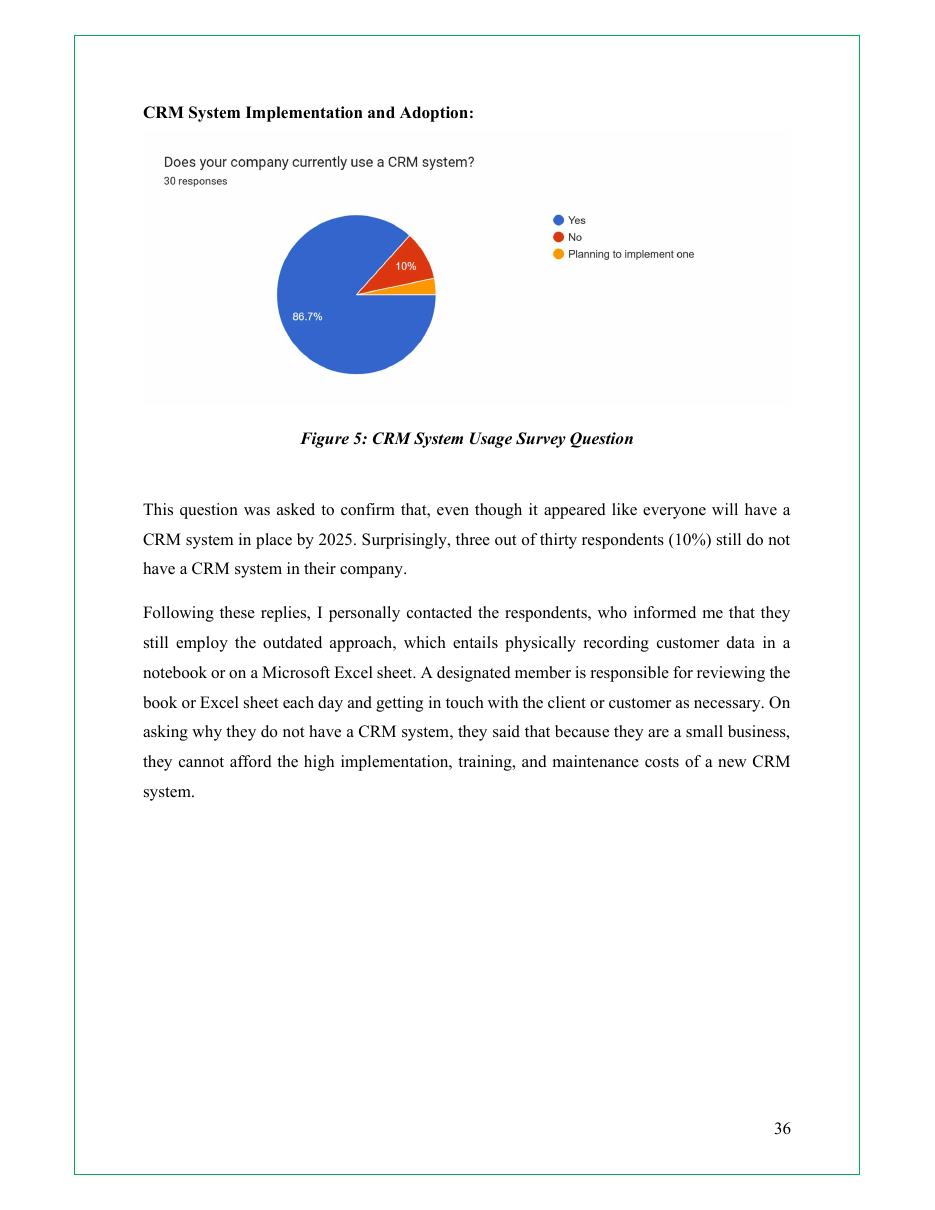 CRM System Implementation and Adoption:
Does your company currently use a CRM system?
30 responses
Yes
No
Planning to implement one
10%
86.7%
Figure 5: CRM System Usage Survey Question
This question was asked to confirm that, even though it appeared like everyone will have a
CRM system in place by 2025. Surprisingly, three out of thirty respondents (10%) still do not
have a CRM system in their company.
Following these replies, I personally contacted the respondents, who informed me that they
still employ the outdated approach, which entails physically recording customer data in a
notebook or on a Microsoft Excel sheet. A designated member is responsible for reviewing the
book or Excel sheet each day and getting in touch with the client or customer as necessary. On
asking why they do not have a CRM system, they said that because they are a small business,
they cannot afford the high implementation, training, and maintenance costs of a new CRM
system.
36